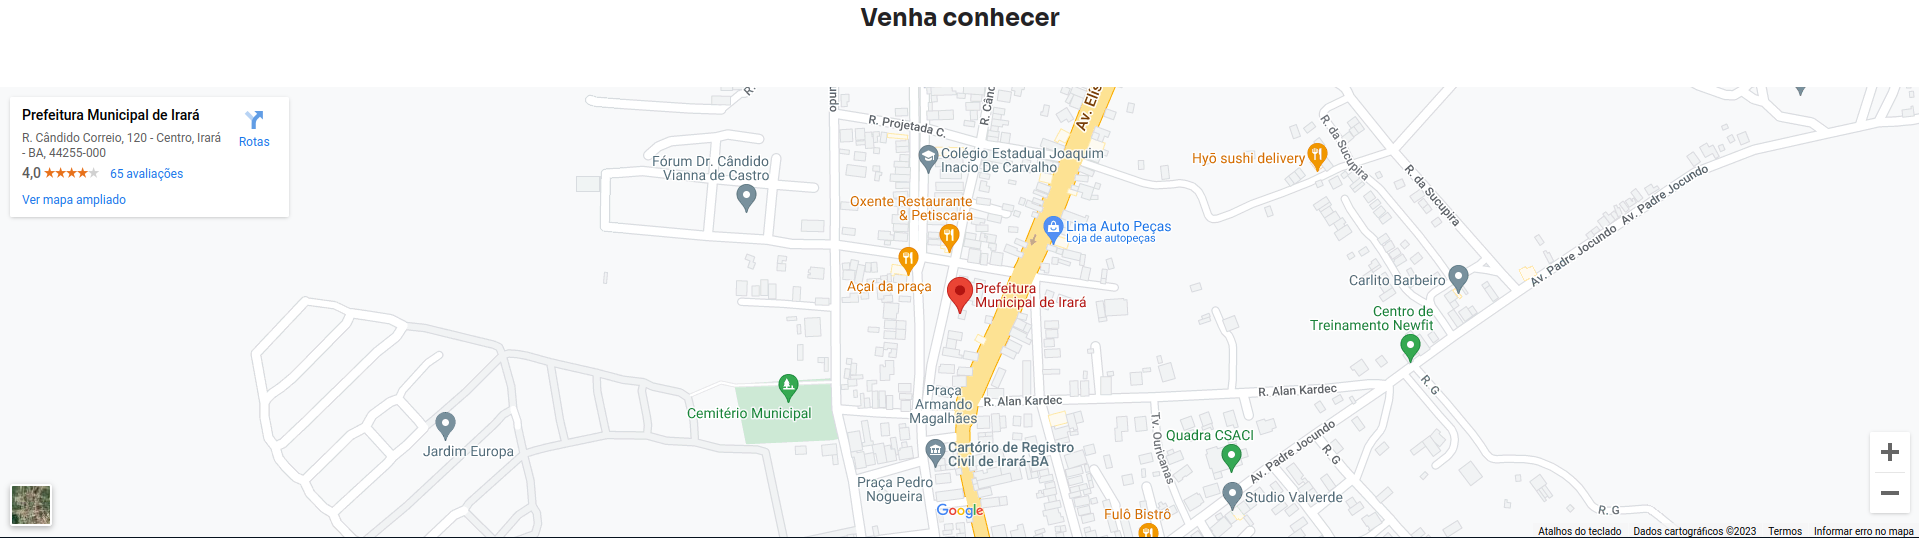 Venha conhecer
Prefeitura Municipal de Irará
R. Cândido Correio, 120 - Centro, Irará
- BA, 44255-000
4,0
65 avaliações
Ver mapa ampliado
Rotas
R. Projetada C.
R. Când
Av. Elís
Colégio Estadual Joaquim
Inacio De Carvalho
Fórum Dr. Cândido
Vianna de Castro
Oxente Restaurante
& Petiscaria
Lima Auto Peças
Loja de autopeças
Açaí da praça
Prefeitura
Municipal de Irará
Hyō sushi delivery
R. da Sucupira
R. da Sucupira
Av. Padre Jocundo
Av. Padre Jocundo
Carlito Barbeiro
Centro de
Treinamento Newfit
R. Alan Kardec
R. Alan Kardec
R. G
Praça
Armando
Magalhães
Cemitério Municipal
Jardim Europa
Cartório de Registro
Civil de Irará-BA
Praça Pedro
Nogueira
Tv. Ouriçanas
Quadra CSACI
Av. Padre Jocundo
R. G
Studio Valverde
Fulô Bistrô
R. G
Google
Atalhos do teclado
Dados cartográficos ©2023
Termos
Informar erro no mapa